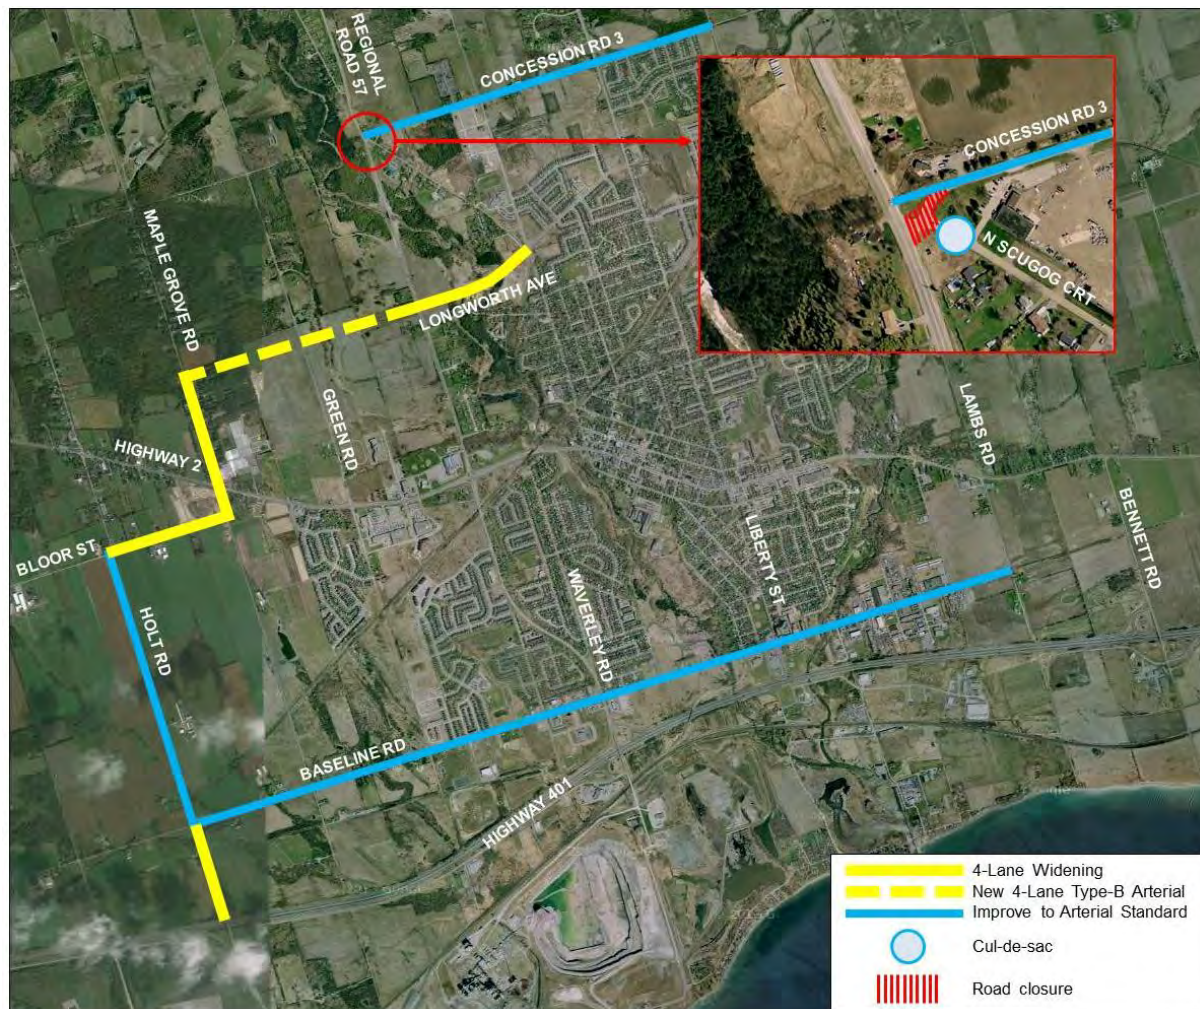 REGIONAL
ROAD 57
CONCESSION RD 3
CONCESSION RD 3
N SCUGOG CRT
MAPLE GROVE RD
LONGWORTH AVE
GREEN RD
HIGHWAY 2
LAMBS RD
BENNETT RD
BLOOR ST
HOLT RD
WAVERLEY RD
LIBERTY ST
BASELINE RD
HIGHWAY 401
4-Lane Widening
New 4-Lane Type-B Arterial
Improve to Arterial Standard
Cul-de-sac
Road closure